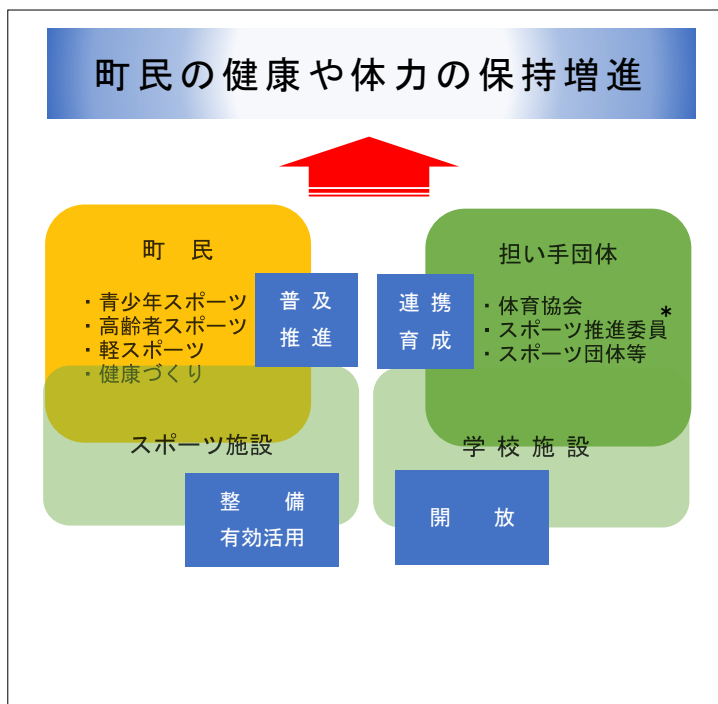 町民の健康や体力の保持増進
町　民
・青少年スポーツ
・高齢者スポーツ
・軽スポーツ
・健康づくり
普及
推進
連携
育成
担い手団体
・体育協会
・スポーツ推進委員*
・スポーツ団体等
スポーツ施設
整　備
有効活用
学校施設
開　放